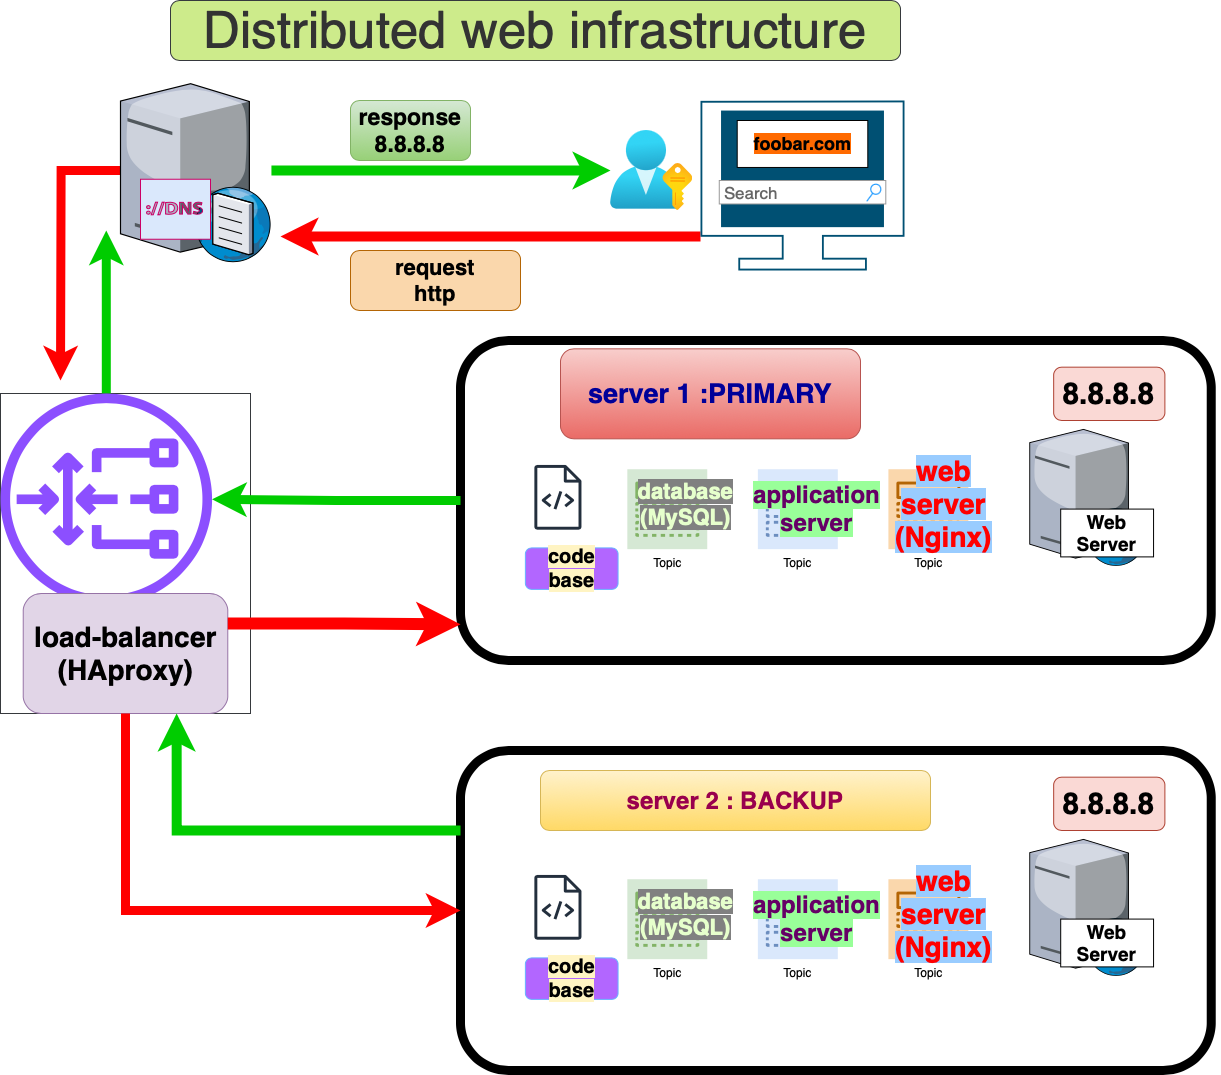 Distributed web infrastructure
response
8.8.8.8
foobar.com
Search
://DNS
request
http
server 1 :PRIMARY
8.8.8.8
database
(MySQL)
application
server
web
server
(Nginx)
Web
Server
code
base
Topic
Topic
Topic
load-balancer
(HAproxy)
server 2 : BACKUP
8.8.8.8
database
(MySQL)
application
server
web
server
(Nginx)
Web
Server
code
base
Topic
Topic
Topic